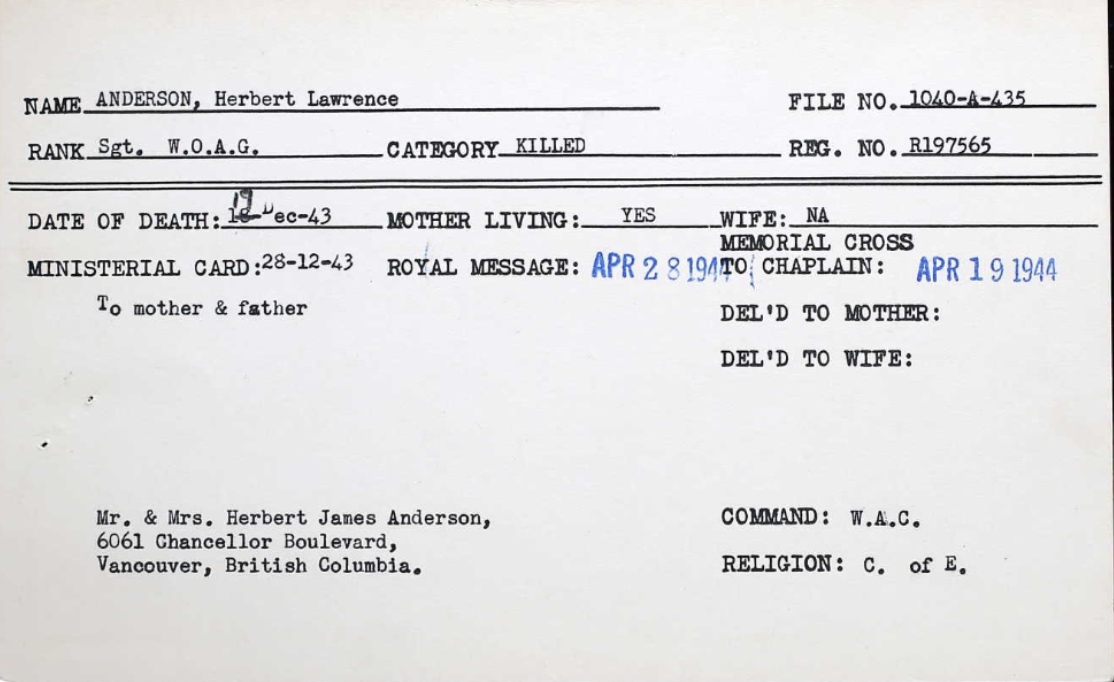 NAME ANDERSON, Herbert Lawrence FILE NO. 1040-A-435
RANK Sgt. W.O.A.G. CATEGORY KILLED REG. NO. R197565
DATE OF DEATH: 19 Dec-43 MOTHER LIVING: YES WIFE: NA
MEMORIAL CROSS
MINISTERIAL CARD: 28-12-43 ROYAL MESSAGE: APR 28 1944 TO CHAPLAIN: APR 19 1944
To mother & father DEL'D TO MOTHER:
DEL'D TO WIFE:
Mr. & Mrs. Herbert James Anderson, COMMAND: W.A.C.
6061 Chancellor Boulevard,
Vancouver, British Columbia. RELIGION: C. of E.